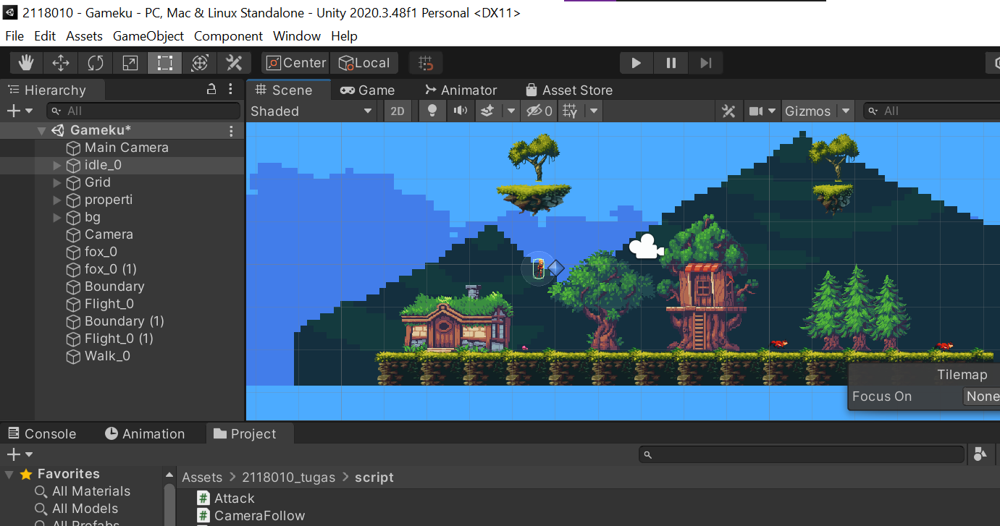 2118010 - Gameku - PC, Mac & Linux Standalone - Unity 2020.3.48f1 Personal <DX11>
File Edit Assets GameObject Component Window Help
Center Local
Hierarchy
All
Gameku*
Main Camera
idle_0
Grid
properti
bg
Camera
fox_0
fox_0 (1)
Boundary
Flight_0
Boundary (1)
Flight_0 (1)
Walk_0
Scene Game Animator Asset Store
Shaded 2D 0 Gizmos All
Tilemap
Focus On None
Console Animation Project
Favorites
All Materials
All Models
All Prefabs
Assets > 2118010_tugas > script
Attack
CameraFollow